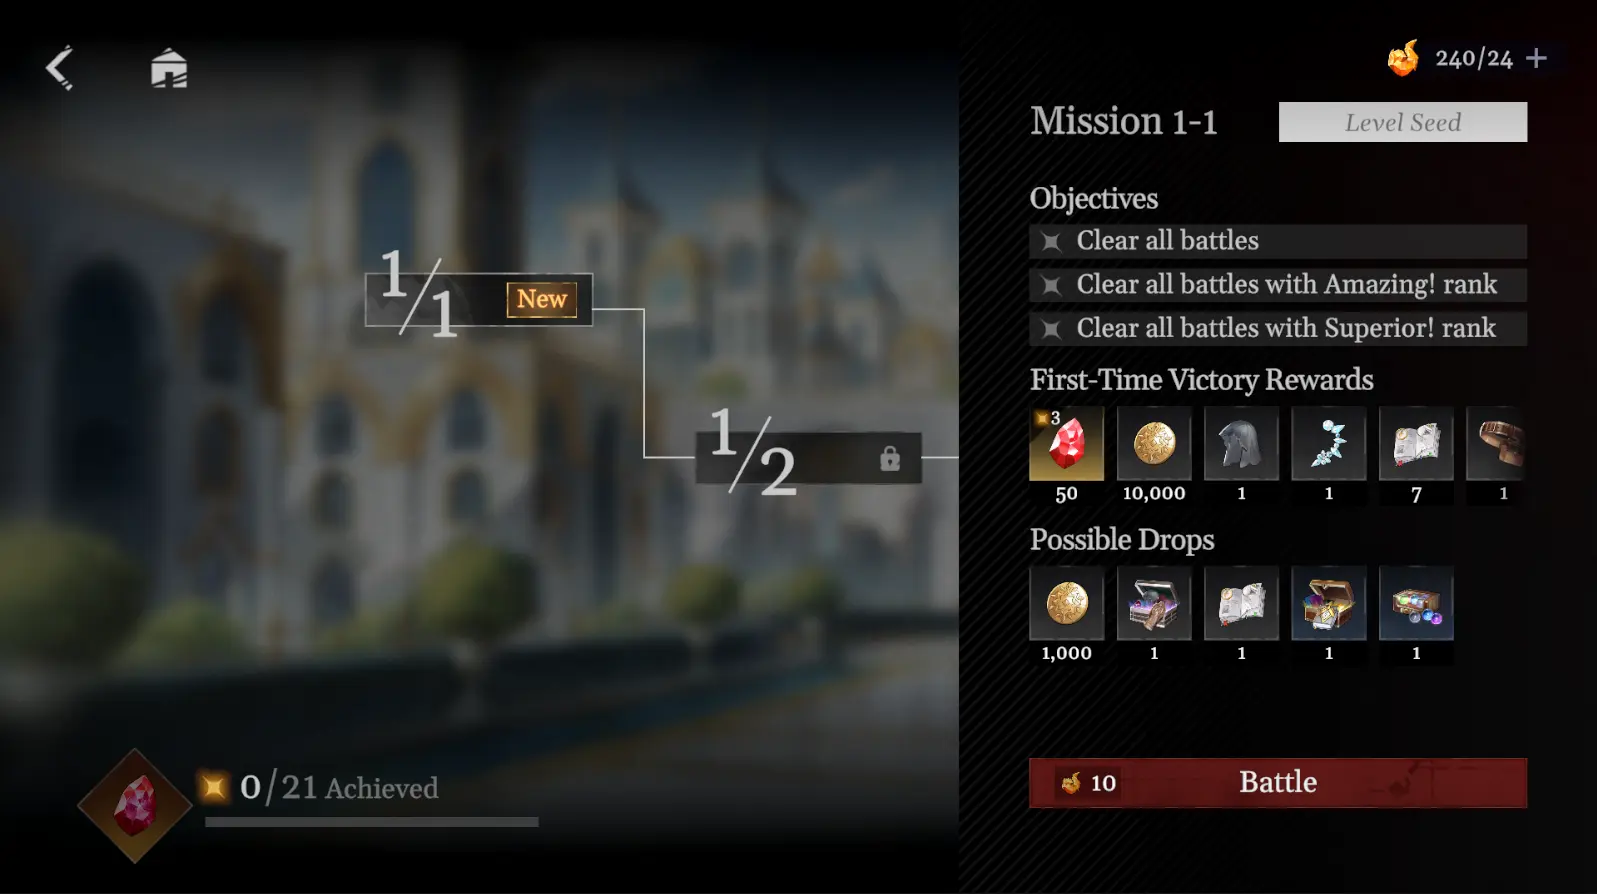 240/24
Mission 1-1
Level Seed
Objectives
Clear all battles
Clear all battles with Amazing! rank
Clear all battles with Superior! rank
First-Time Victory Rewards
3
50
10,000
1
1
7
1
Possible Drops
1,000
1
1
1
1
10
Battle
1/1
New
1/2
0/21 Achieved